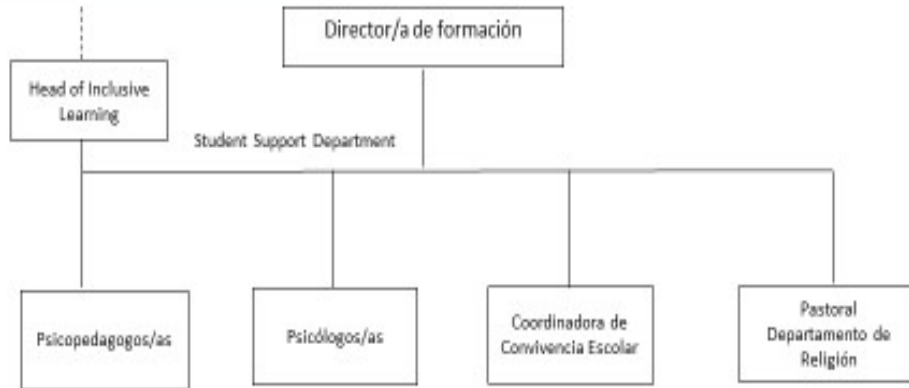 Director/a de formación
Head of Inclusive
Learning
Student Support Department
Psicopedagogos/as
Psicólogos/as
Coordinadora de
Convivencia Escolar
Pastoral
Departamento de
Religión